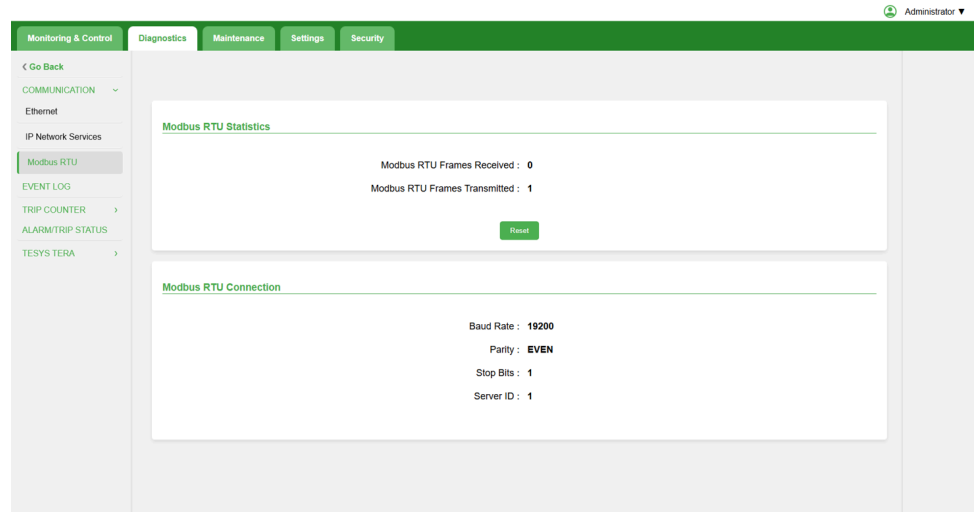 Administrator ▼
Monitoring & Control Diagnostics Maintenance Settings Security
Go Back
COMMUNICATION
Ethernet
IP Network Services
Modbus RTU
EVENT LOG
TRIP COUNTER
ALARM/TRIP STATUS
TESYS TERA
Modbus RTU Statistics
Modbus RTU Frames Received : 0
Modbus RTU Frames Transmitted : 1
Reset
Modbus RTU Connection
Baud Rate : 19200
Parity : EVEN
Stop Bits : 1
Server ID : 1